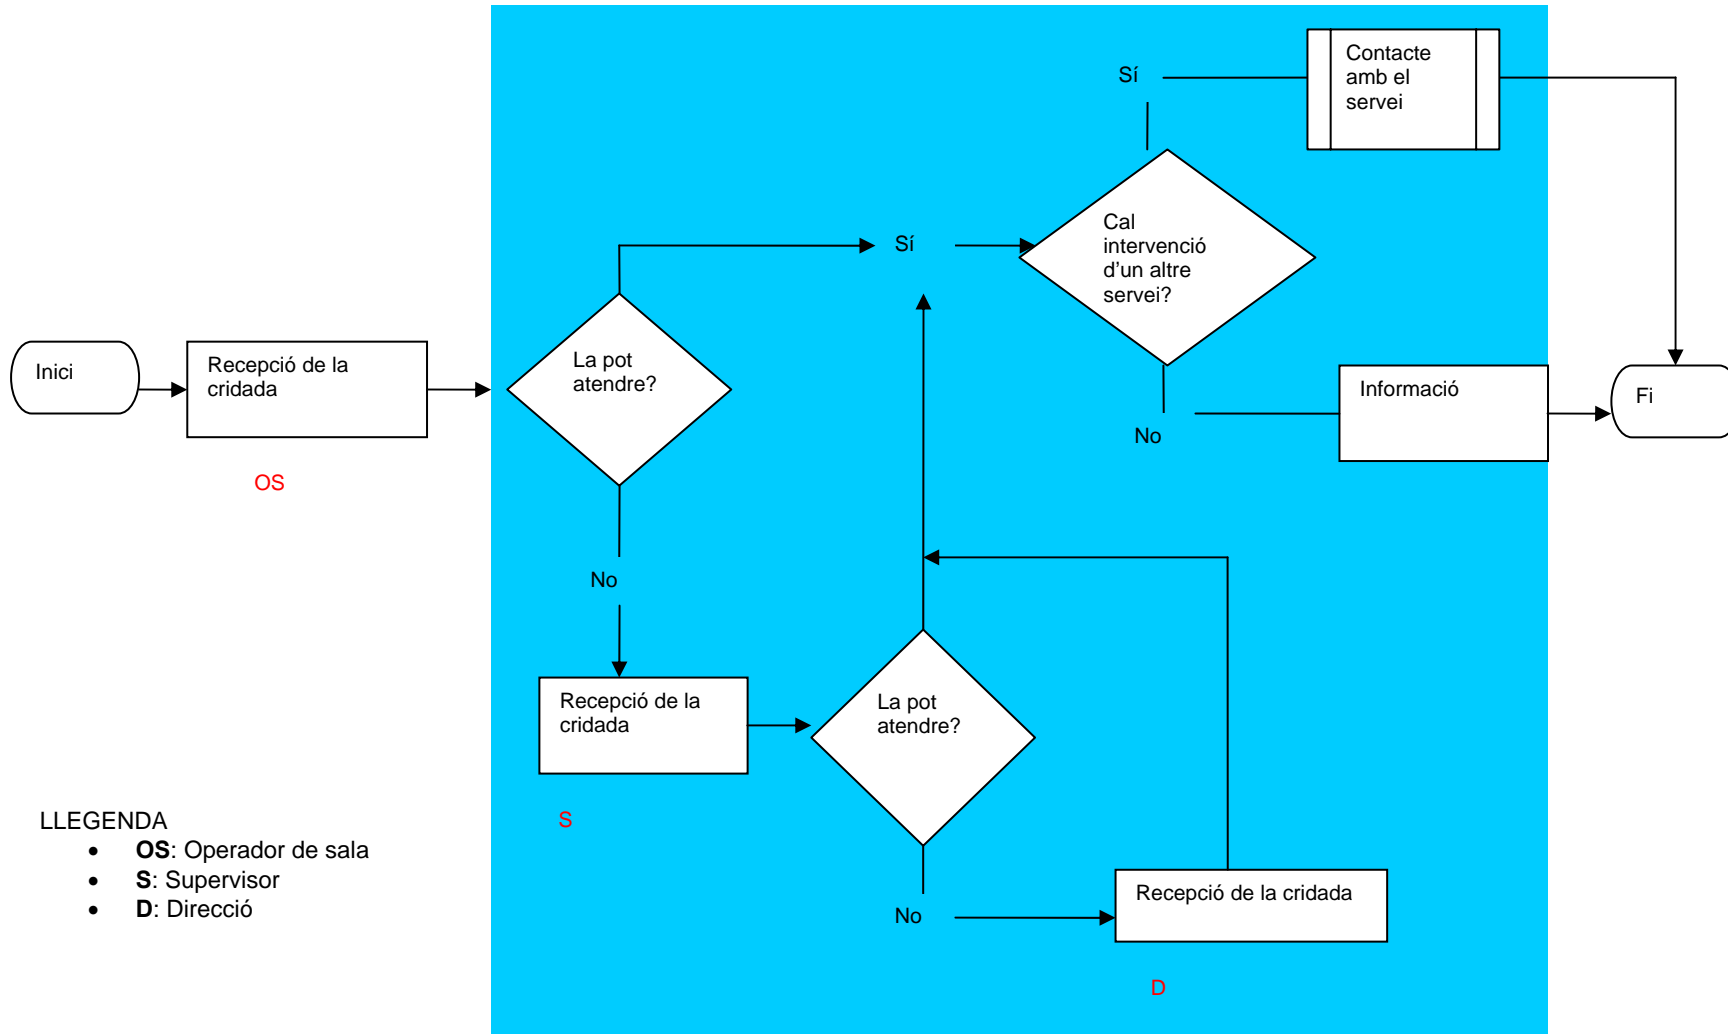 Contacte
amb el
servei
Sí
Cal
intervenció
d'un altre
servei?
Sí
Inici
Recepció de la
cridada
La pot
atendre?
Informació
Fi
No
OS
No
Recepció de la
cridada
La pot
atendre?
S
LLEGENDA
• OS: Operador de sala
• S: Supervisor
• D: Direcció
No
Recepció de la cridada
D